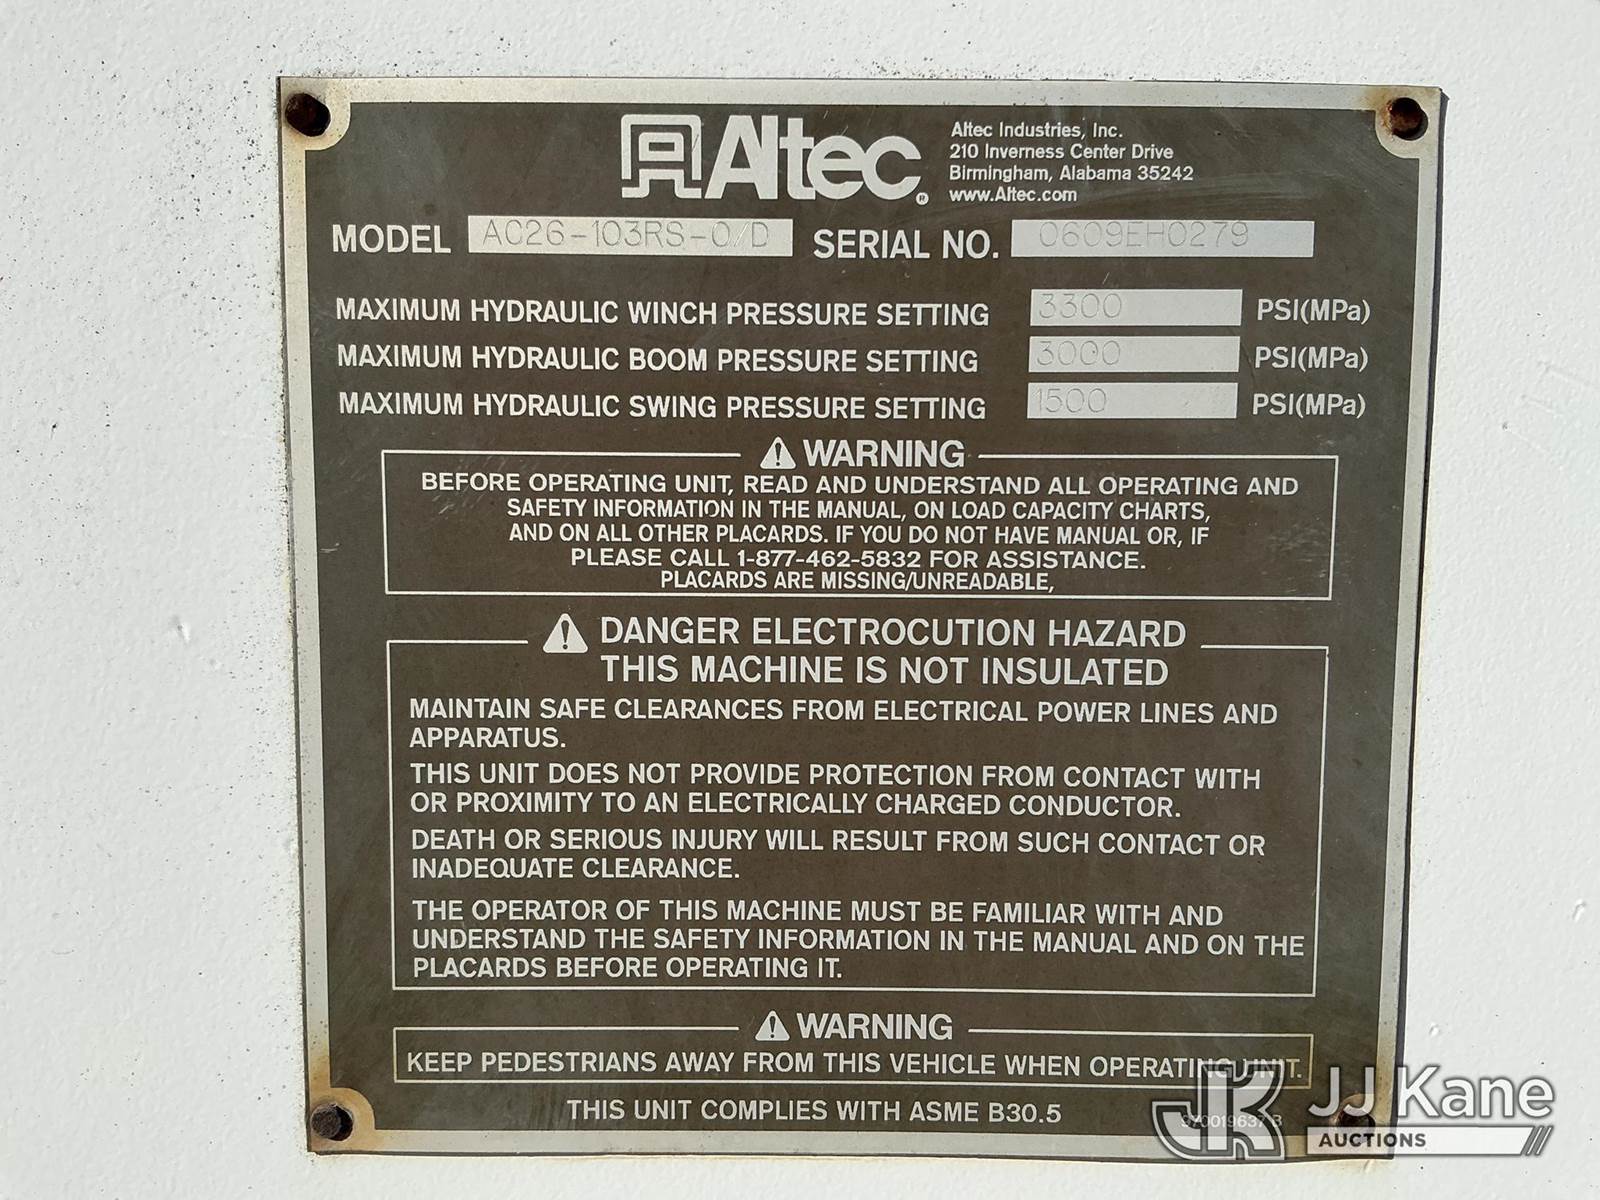 Altec
Altec Industries, Inc.
210 Inverness Center Drive
Birmingham, Alabama 35242
www.Altec.com
MODEL AC26-103RS-O/D SERIAL NO. 0609EH0279
MAXIMUM HYDRAULIC WINCH PRESSURE SETTING 3300 PSI(MPa)
MAXIMUM HYDRAULIC BOOM PRESSURE SETTING 3000 PSI(MPa)
MAXIMUM HYDRAULIC SWING PRESSURE SETTING 1500 PSI(MPa)
WARNING
BEFORE OPERATING UNIT, READ AND UNDERSTAND ALL OPERATING AND
SAFETY INFORMATION IN THE MANUAL, ON LOAD CAPACITY CHARTS,
AND ON ALL OTHER PLACARDS. IF YOU DO NOT HAVE MANUAL OR, IF
PLEASE CALL 1-877-462-5832 FOR ASSISTANCE.
PLACARDS ARE MISSING/UNREADABLE,
DANGER ELECTROCUTION HAZARD
THIS MACHINE IS NOT INSULATED
MAINTAIN SAFE CLEARANCES FROM ELECTRICAL POWER LINES AND
APPARATUS.
THIS UNIT DOES NOT PROVIDE PROTECTION FROM CONTACT WITH
OR PROXIMITY TO AN ELECTRICALLY CHARGED CONDUCTOR.
DEATH OR SERIOUS INJURY WILL RESULT FROM SUCH CONTACT OR
INADEQUATE CLEARANCE.
THE OPERATOR OF THIS MACHINE MUST BE FAMILIAR WITH AND
UNDERSTAND THE SAFETY INFORMATION IN THE MANUAL AND ON THE
PLACARDS BEFORE OPERATING IT.
WARNING
KEEP PEDESTRIANS AWAY FROM THIS VEHICLE WHEN OPERATING UNIT.
THIS UNIT COMPLIES WITH ASME B30.5
JK JJ Kane
AUCTIONS